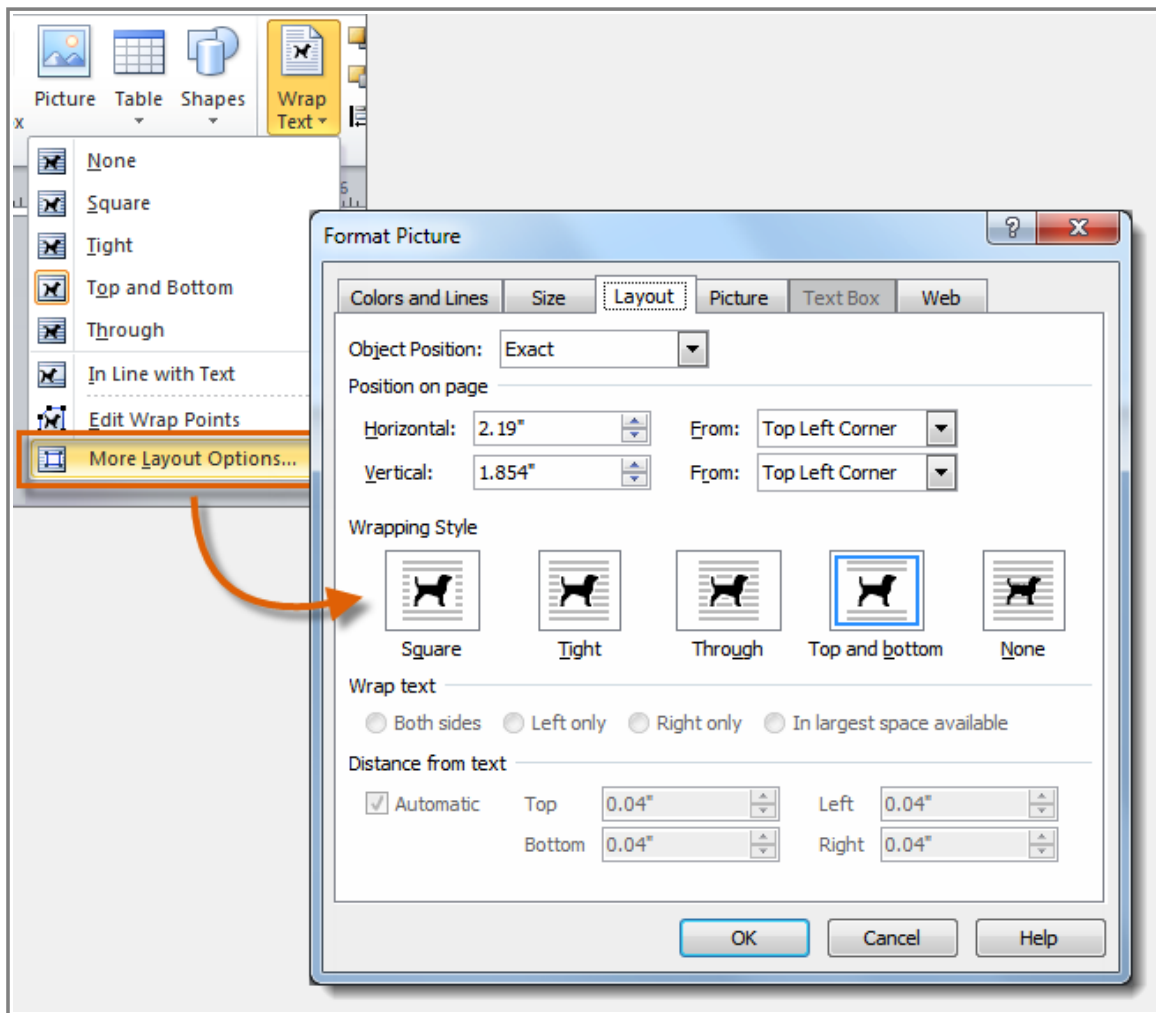 Picture Table Shapes Wrap Text
x
None
Square
Tight
Top and Bottom
Through
In Line with Text
Edit Wrap Points
More Layout Options...
6
Format Picture
?
Colors and Lines Size Layout Picture Text Box Web
Object Position: Exact
Position on page
Horizontal: 2.19" From: Top Left Corner
Vertical: 1.854" From: Top Left Corner
Wrapping Style
Square Tight Through Top and bottom None
Wrap text
Both sides Left only Right only In largest space available
Distance from text
Automatic Top 0.04" Left 0.04"
Bottom 0.04" Right 0.04"
OK Cancel Help